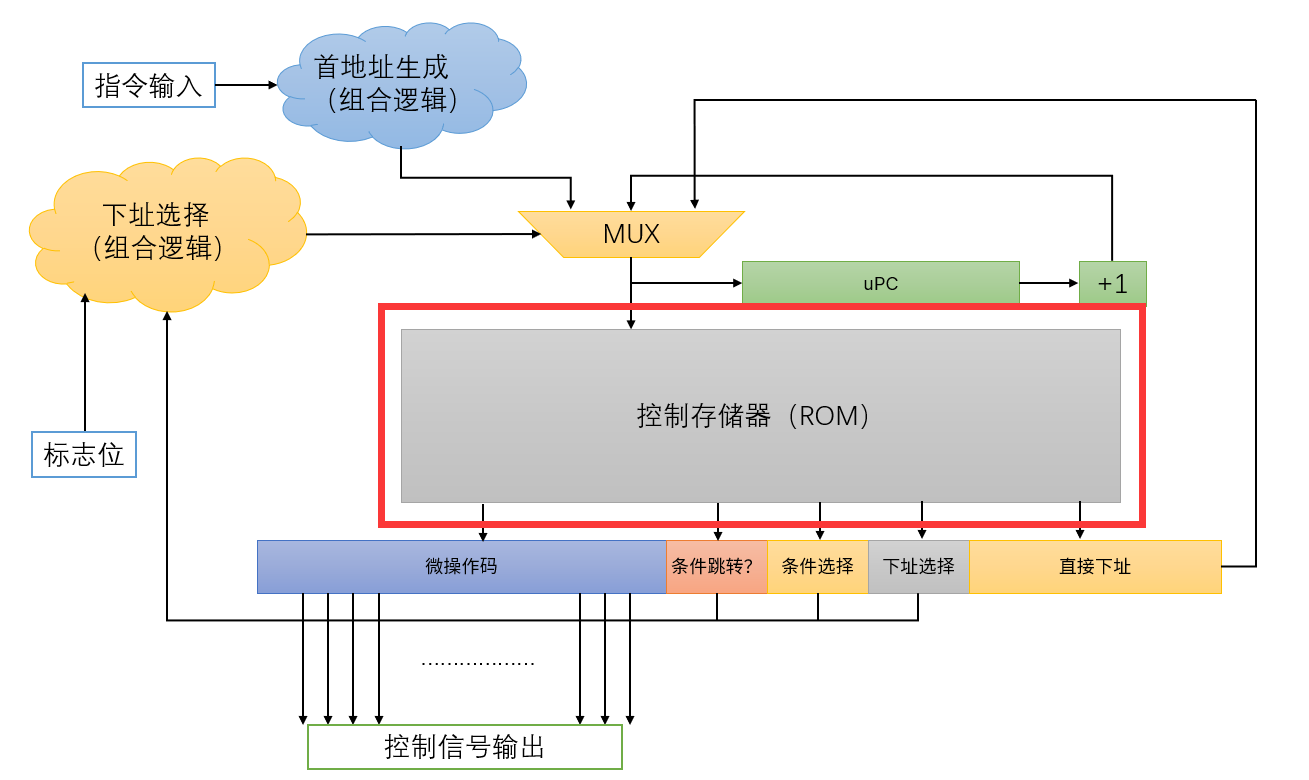 指令输入
首地址生成
（组合逻辑）
下址选择
（组合逻辑）
MUX
uPC
+1
控制存储器（ROM）
标志位
微操作码
条件跳转?
条件选择
下址选择
直接下址
..................
控制信号输出